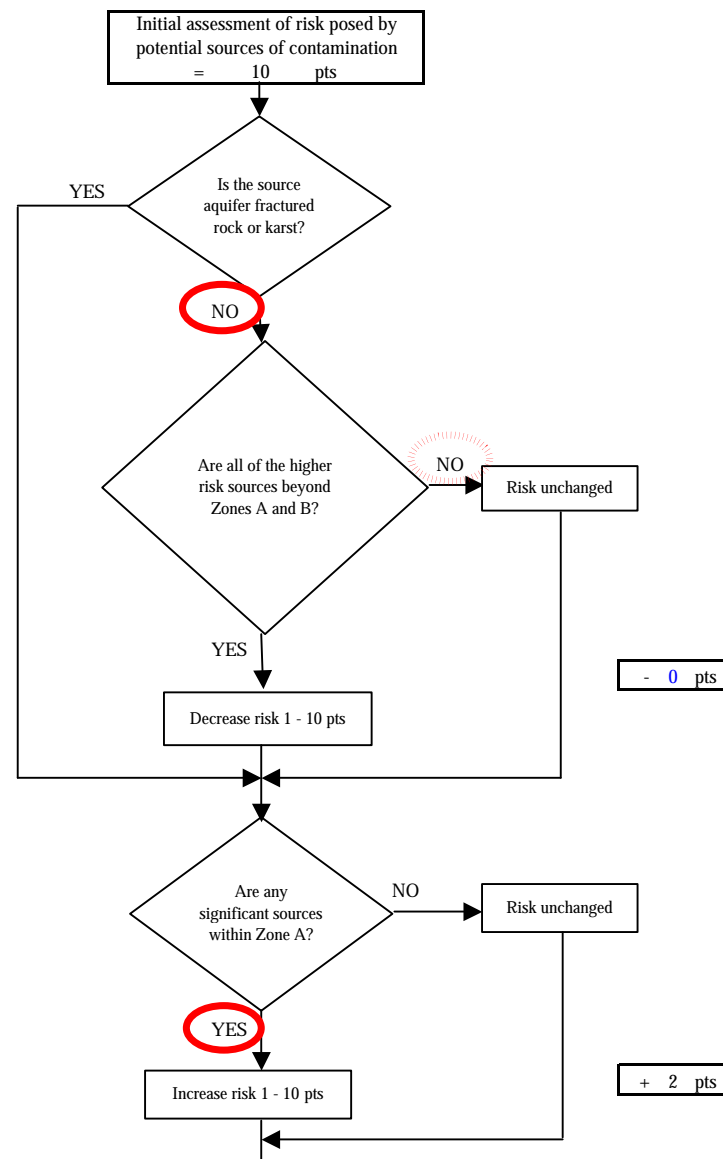 Initial assessment of risk posed by
potential sources of contamination
= 10 pts
YES
Is the source
aquifer fractured
rock or karst?
NO
Are all of the higher
risk sources beyond
Zones A and B?
NO
Risk unchanged
YES
- 0 pts
Decrease risk 1 - 10 pts
Are any
significant sources
within Zone A?
NO
Risk unchanged
YES
Increase risk 1 - 10 pts
+ 2 pts